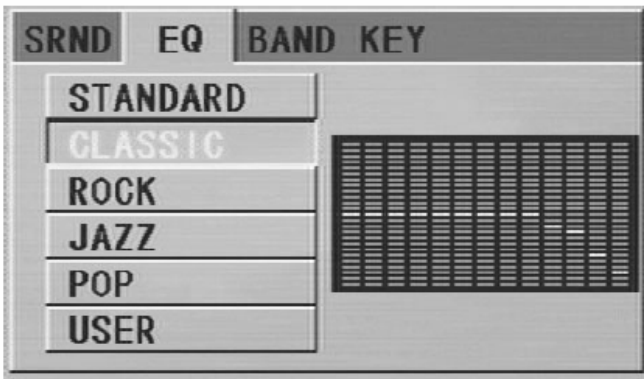 SRND EQ BAND KEY
STANDARD
CLASSIC
ROCK
JAZZ
POP
USER